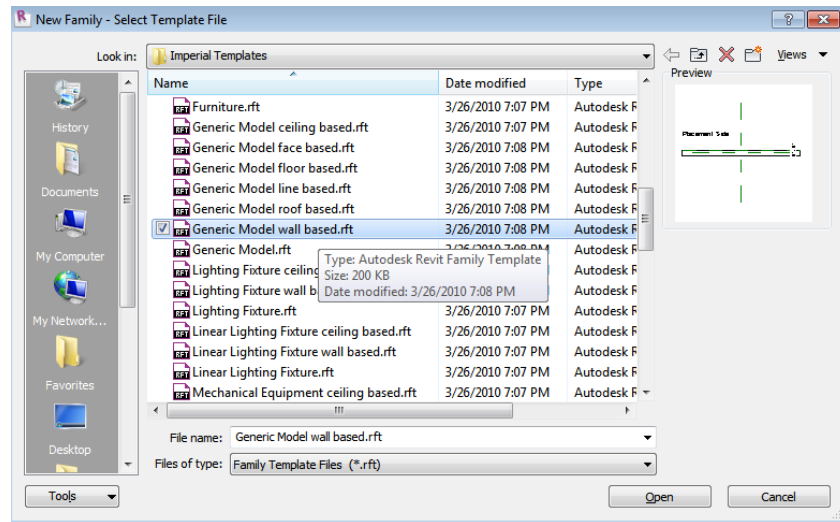 New Family - Select Template File
Look in: Imperial Templates Views
Name Date modified Type
Preview
Furniture.rft 3/26/2010 7:07 PM Autodesk R
Generic Model ceiling based.rft 3/26/2010 7:07 PM Autodesk R
Generic Model face based.rft 3/26/2010 7:08 PM Autodesk R
Generic Model floor based.rft 3/26/2010 7:08 PM Autodesk R
Generic Model line based.rft 3/26/2010 7:08 PM Autodesk R
Generic Model roof based.rft 3/26/2010 7:08 PM Autodesk R
Generic Model wall based.rft 3/26/2010 7:08 PM Autodesk R
Generic Model.rft 3/26/2010 7:08 PM Autodesk R
Lighting Fixture ceiling Autodesk R
Lighting Fixture wall b Autodesk R
Lighting Fixture.rft 3/26/2010 7:07 PM Autodesk R
Linear Lighting Fixture ceiling based.rft 3/26/2010 7:07 PM Autodesk R
Linear Lighting Fixture wall based.rft 3/26/2010 7:07 PM Autodesk R
Linear Lighting Fixture.rft 3/26/2010 7:07 PM Autodesk R
Mechanical Equipment ceiling based.rft 3/26/2010 7:07 PM Autodesk R
Type: Autodesk Revit Family Template
Size: 200 KB
Date modified: 3/26/2010 7:08 PM
History
Documents
My Computer
My Network...
Favorites
Desktop
Placement Side
File name: Generic Model wall based.rft
Files of type: Family Template Files (*.rft)
Tools Open Cancel